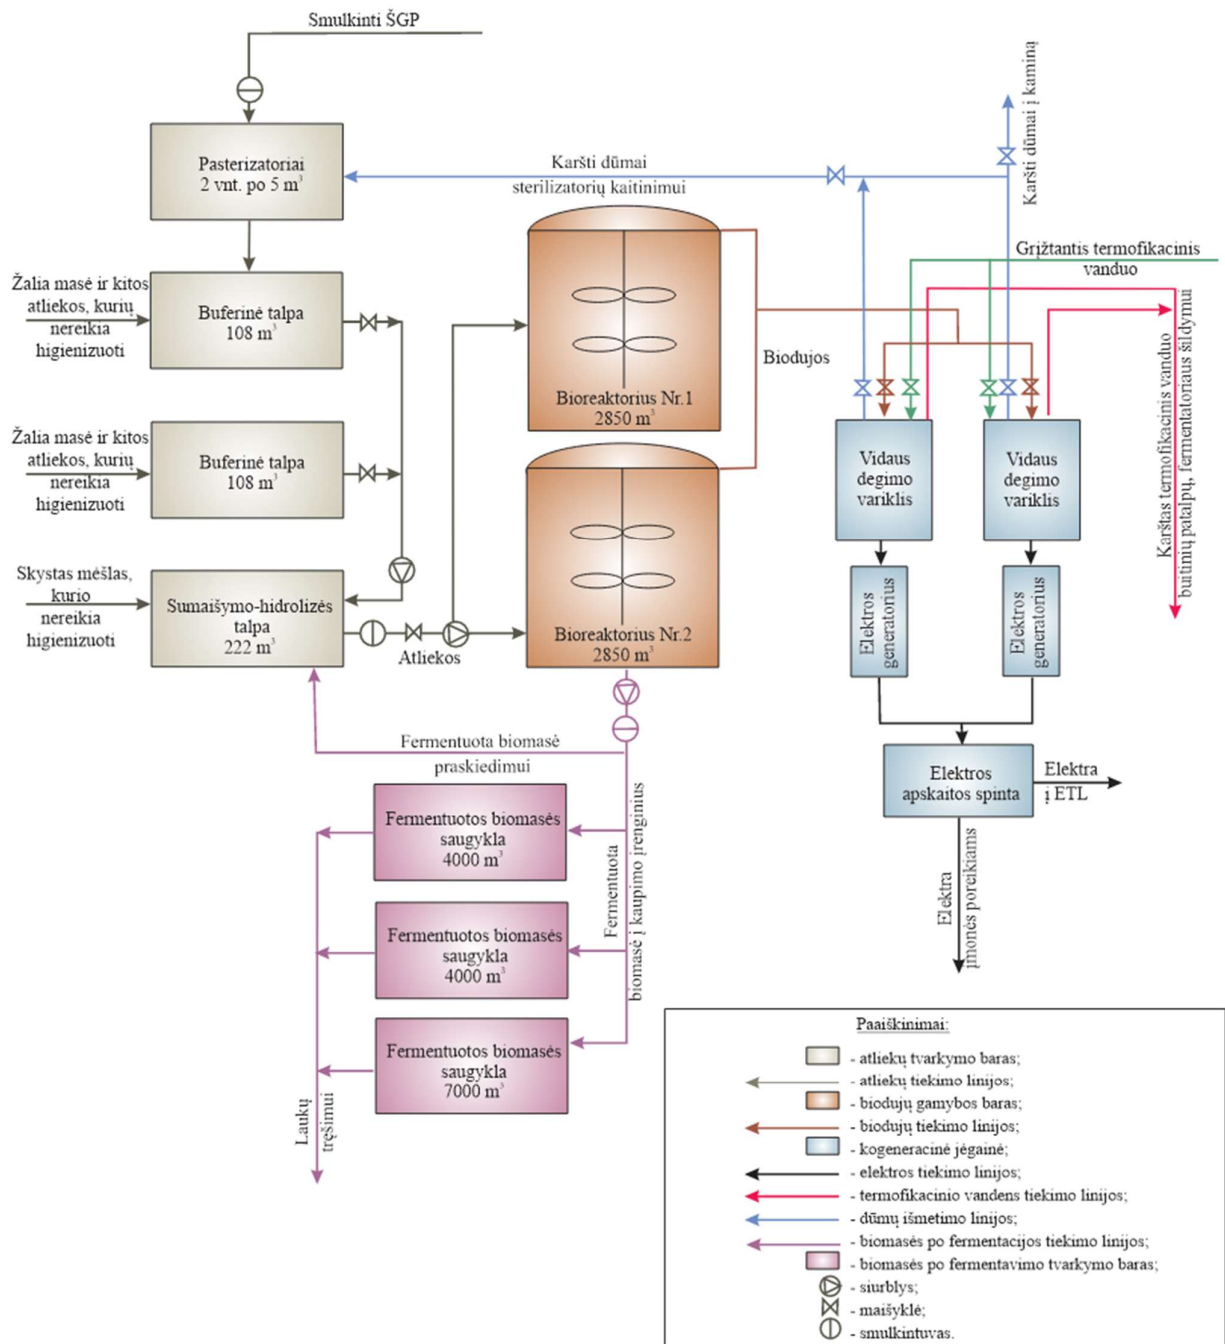 Smulkinti ŠGP
Pasterizatoriai
2 vnt. po 5 m³
Karšti dūmai
sterilizatorių kaitinimui
Karšti dūmai į kaminą
Grįžtantis termofikacinis
vanduo
Žalia masė ir kitos
atliekos, kurių
nereikia
higienizuoti
Buferinė talpa
108 m³
Biodujos
Bioreaktorius Nr.1
2850 m³
Žalia masė ir kitos
atliekos, kurių
nereikia
higienizuoti
Buferinė talpa
108 m³
Vidaus
degimo
variklis
Vidaus
degimo
variklis
Karštas termofikacinis vanduo
buitinių patalpų, fermentatoriaus šildymui
Skystas mėšlas,
kurio
nereikia
higienizuoti
Sumaišymo-hidrolizės
talpa
222 m³
Atliekos
Bioreaktorius Nr.2
2850 m³
Elektros
generatorius
Elektros
generatorius
Fermentuota biomasė
praskiedimui
Elektros
apskaitos spinta
Elektra
į ETL
Elektra
įmonės poreikiams
Fermentuotos biomasės
saugykla
4000 m³
Fermentuota
biomasė į kaupimo įrenginius
Fermentuotos biomasės
saugykla
4000 m³
Fermentuotos biomasės
saugykla
7000 m³
Laukų
tręšimui
Paaiškinimai:
- atliekų tvarkymo baras;
- atliekų tiekimo linijos;
- biodujų gamybos baras;
- biodujų tiekimo linijos;
- kogeneracinė jėgainė;
- elektros tiekimo linijos;
- termofikacinio vandens tiekimo linijos;
- dūmų išmetimo linijos;
- biomasės po fermentacijos tiekimo linijos;
- biomasės po fermentavimo tvarkymo baras;
- siurblys;
- maišyklė;
- smulkintuvas.